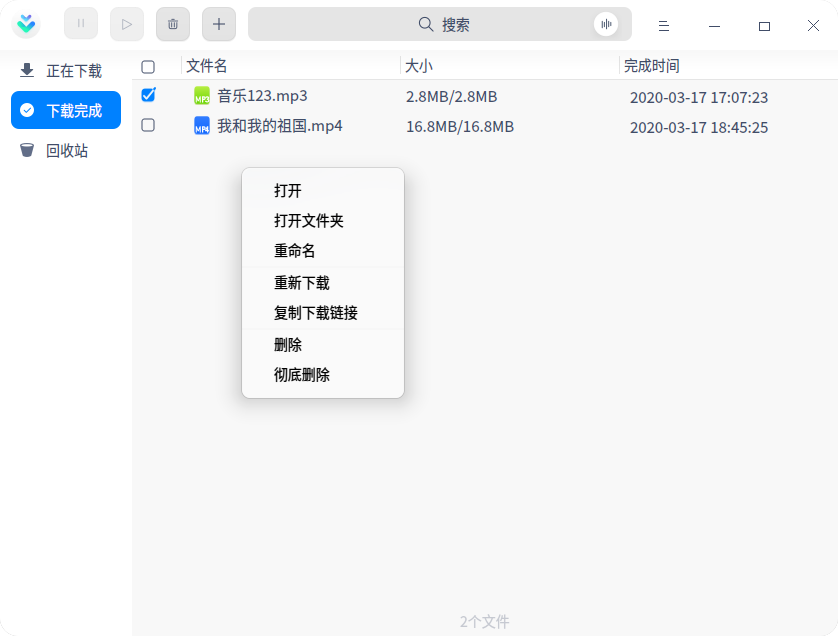 搜索
正在下载
下载完成
回收站
文件名 大小 完成时间
MP3 音乐123.mp3 2.8MB/2.8MB 2020-03-17 17:07:23
MP4 我和我的祖国.mp4 16.8MB/16.8MB 2020-03-17 18:45:25
打开
打开文件夹
重命名
重新下载
复制下载链接
删除
彻底删除
2个文件